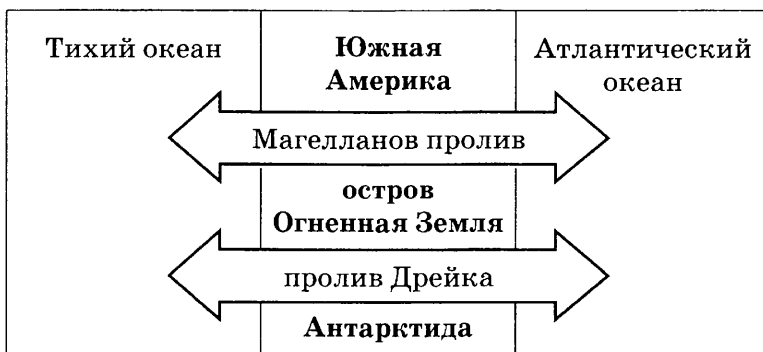 Тихий океан
Южная
Америка
Атлантический
океан
Магелланов пролив
остров
Огненная Земля
пролив Дрейка
Антарктида